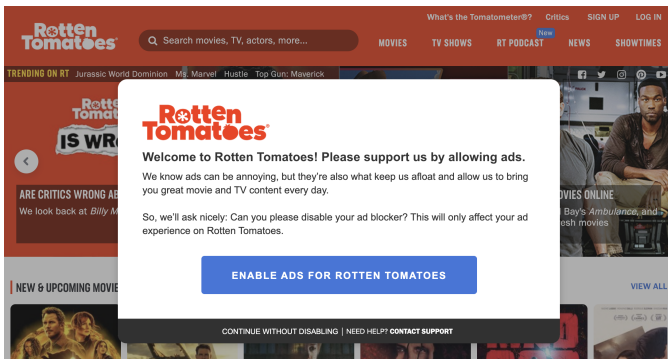 What's the Tomatometer®? Critics SIGN UP LOG IN
Rotten
Tomatoes
Search movies, TV, actors, more...
New
MOVIES TV SHOWS RT PODCAST NEWS SHOWTIMES
TRENDING ON RT Jurassic World Dominion Ms. Marvel Hustle Top Gun: Maverick
Rotten
Tomatoes®
IS WR
Welcome to Rotten Tomatoes! Please support us by allowing ads.
We know ads can be annoying, but they're also what keep us afloat and allow us to bring
you great movie and TV content every day.
ARE CRITICS WRONG AB
We look back at Billy M
OVIES ONLINE
Bay's Ambulance, and
esh movies
So, we'll ask nicely: Can you please disable your ad blocker? This will only affect your ad
experience on Rotten Tomatoes.
ENABLE ADS FOR ROTTEN TOMATOES
NEW & UPCOMING MOVIE
VIEW ALL
CONTINUE WITHOUT DISABLING | NEED HELP? CONTACT SUPPORT